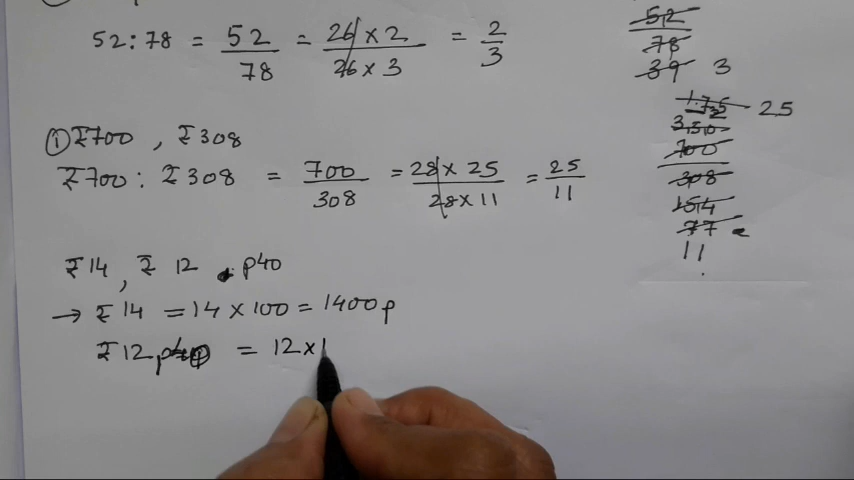 52:78 = 52/78 = 26 x 2/26 x 3 = 2/3
① ₹700 , ₹308
₹700 : ₹308 = 700/308 = 28 x 25/28 x 11 = 25/11
₹14 , ₹ 12 . p40
→ ₹14 = 14 x 100 = 1400p
₹12 = 12 x 1
52
78
39 3
175 25
350
700
308
154
77
11